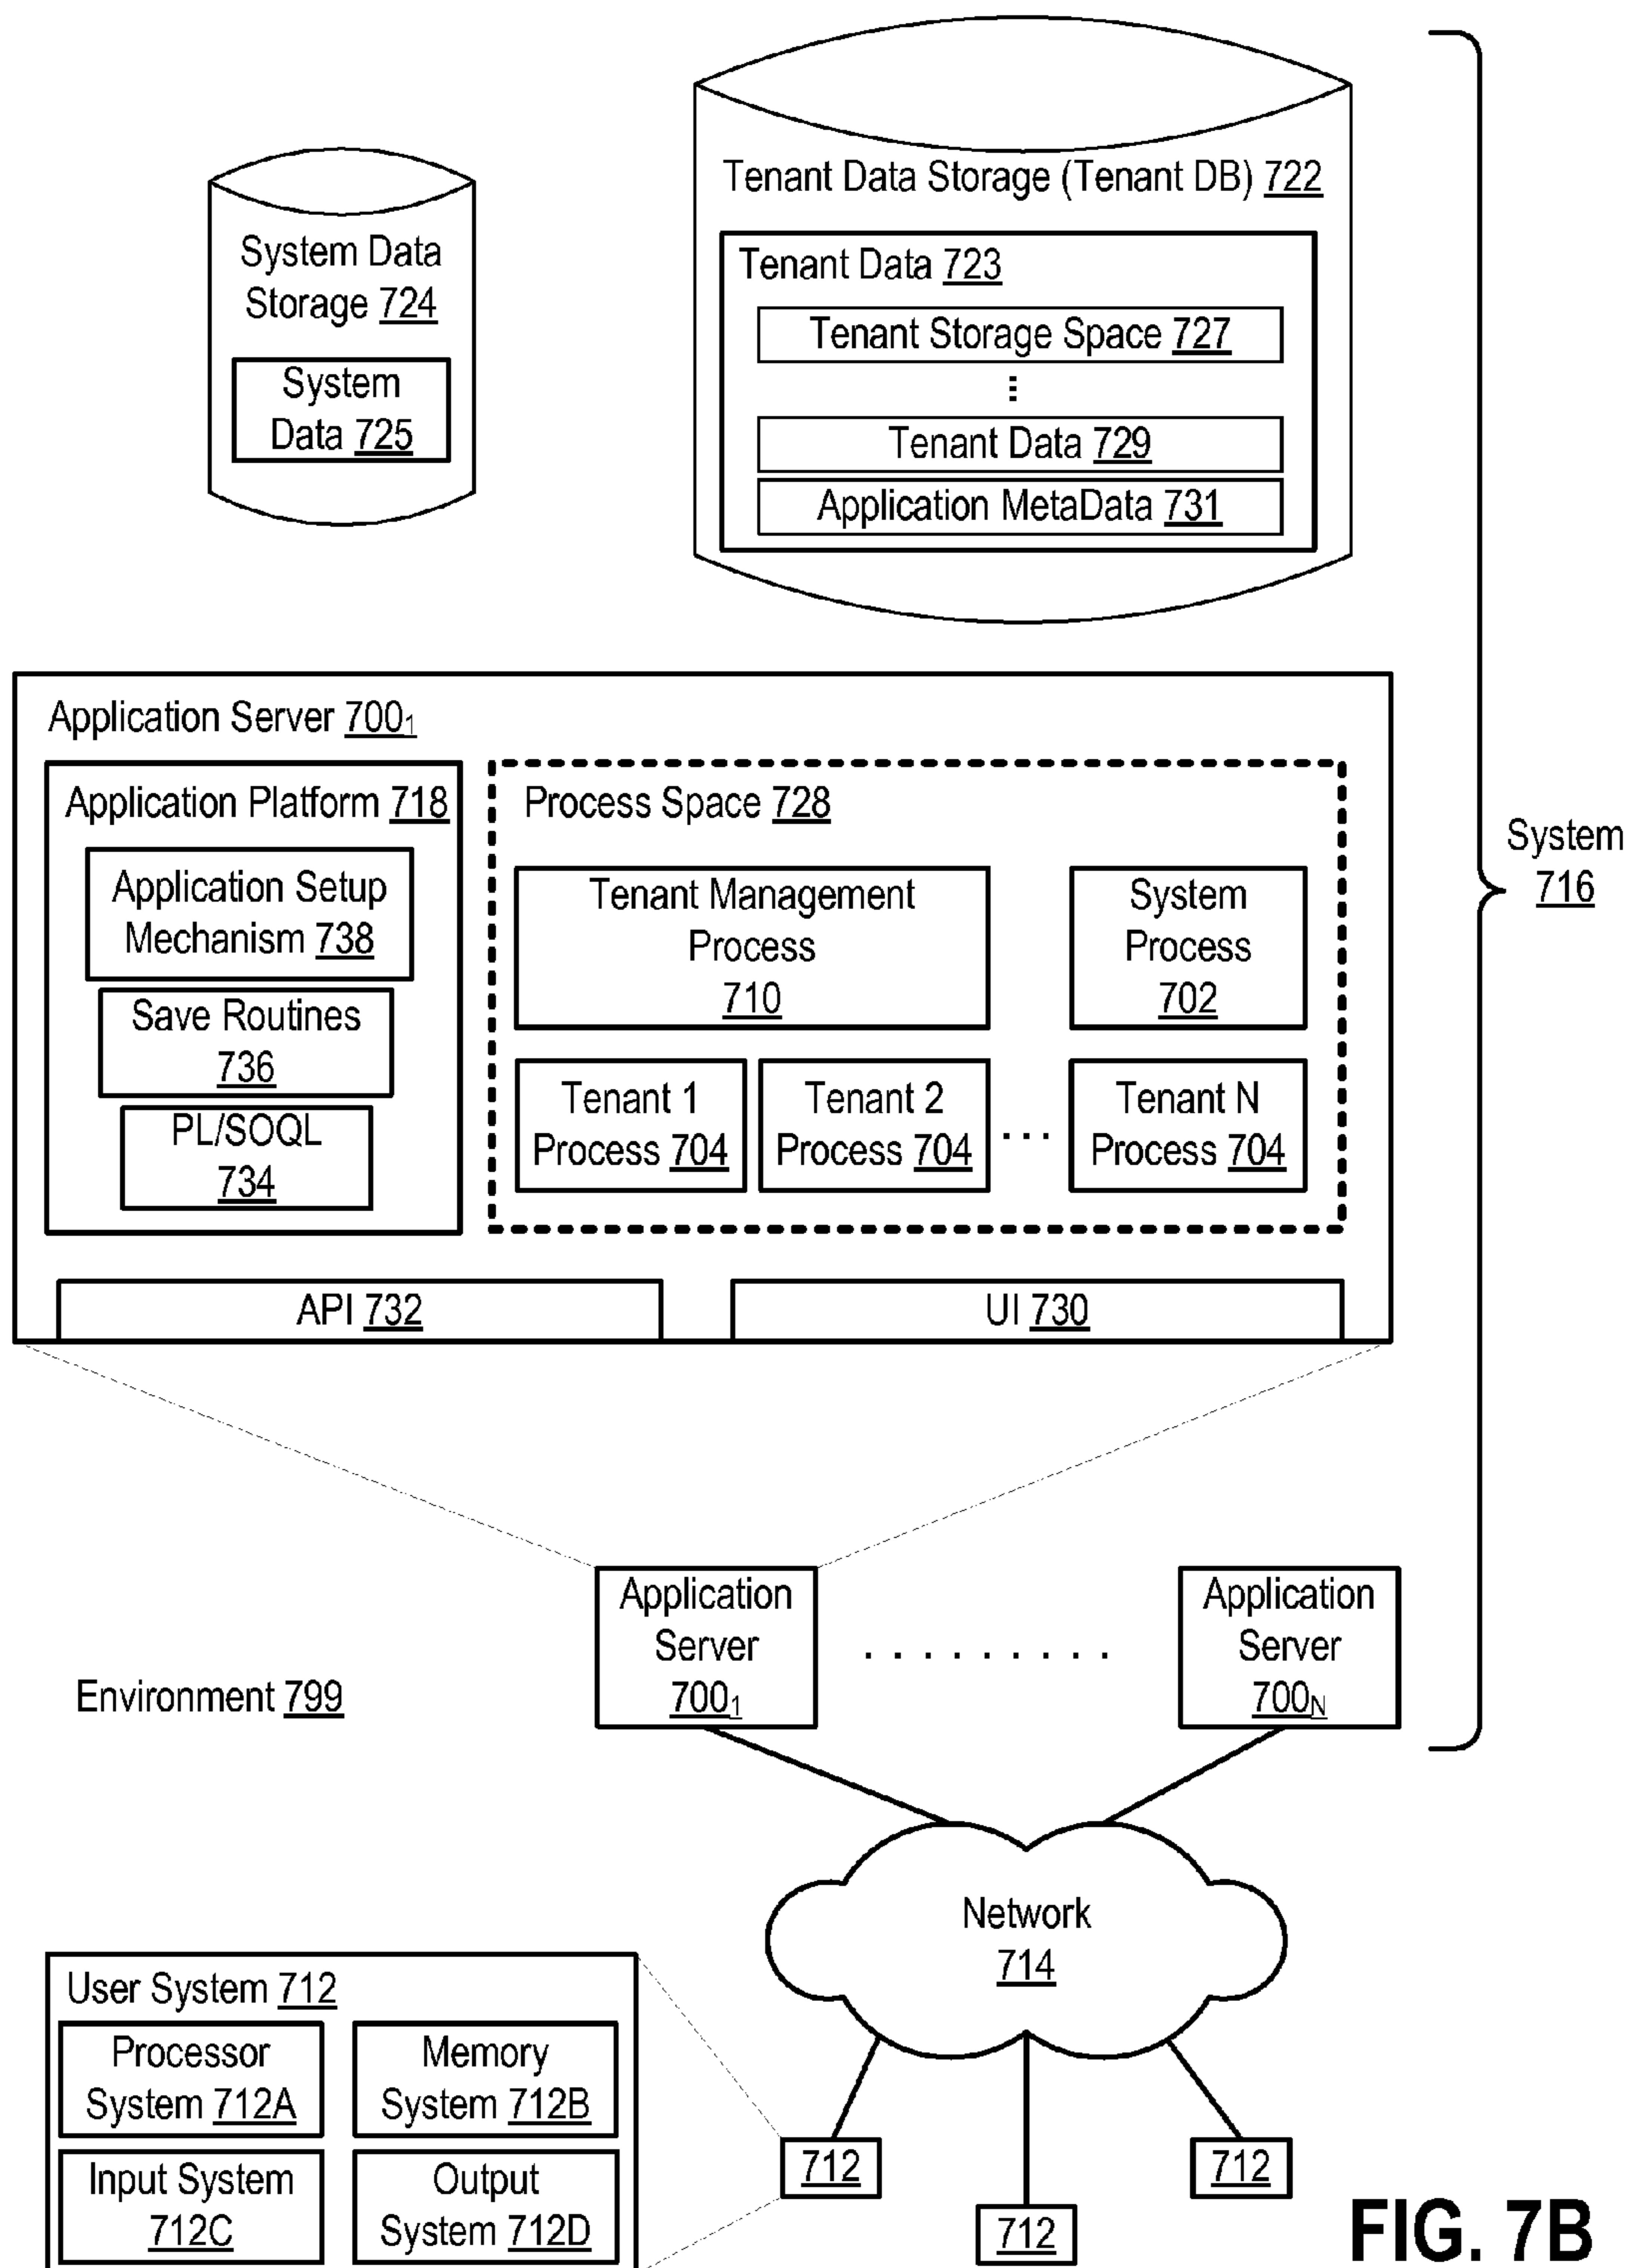 Tenant Data Storage (Tenant DB) 722
System Data
Storage 724
System
Data 725
Tenant Data 723
Tenant Storage Space 727
Tenant Data 729
Application MetaData 731
Application Server 700₁
Application Platform 718
Application Setup
Mechanism 738
Save Routines
736
PL/SOQL
734
Process Space 728
Tenant Management
Process
710
System
Process
702
Tenant 1
Process 704
Tenant 2
Process 704
...
Tenant N
Process 704
API 732
UI 730
System
716
Application
Server
700₁
.........
Application
Server
700N
Environment 799
Network
714
User System 712
Processor
System 712A
Memory
System 712B
Input System
712C
Output
System 712D
712
712
712
FIG. 7B